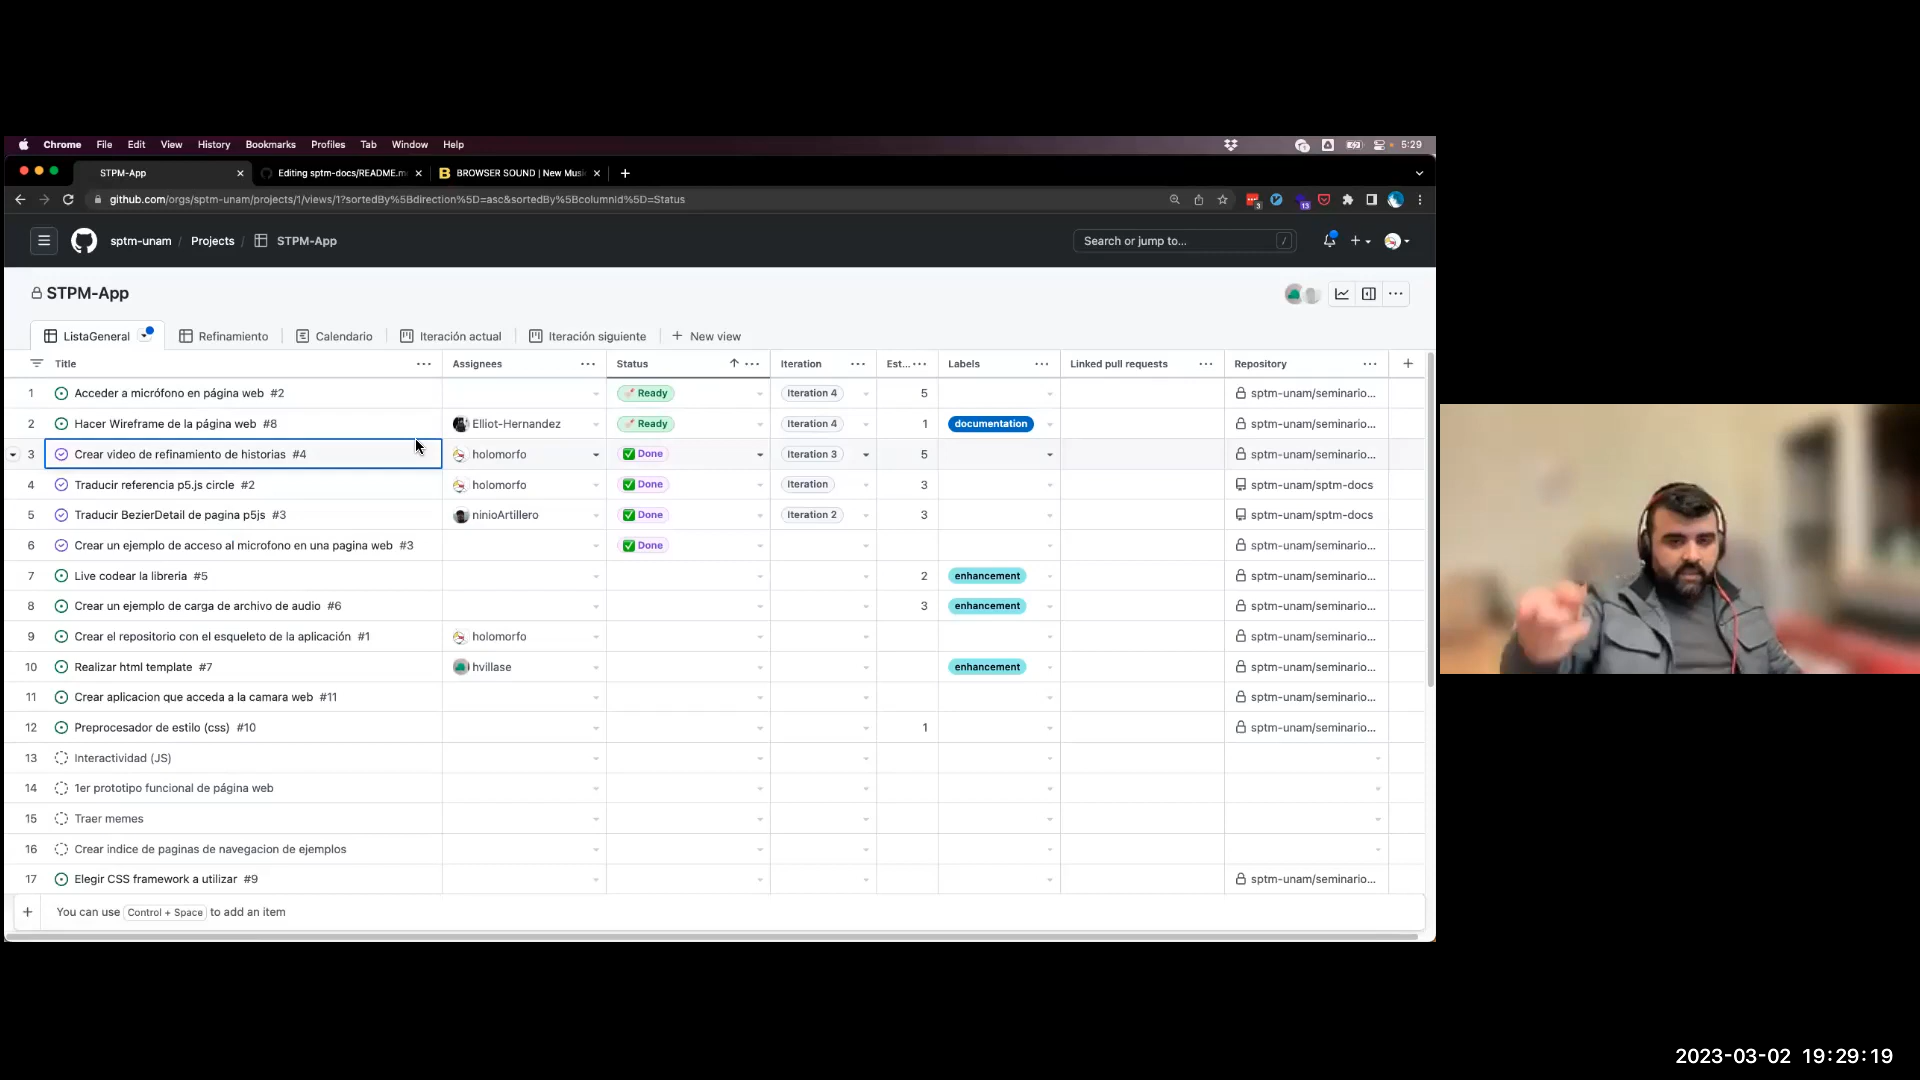 Chrome File Edit View History Bookmarks Profiles Tab Window Help 5:29
STPM-App Editing sptm-docs/README.m BROWSER SOUND | New Musi
github.com/orgs/sptm-unam/projects/1/views/1?sortedBy%5Bdirection%5D=asc&sortedBy%5BcolumnId%5D=Status 3 13
sptm-unam / Projects / STPM-App Search or jump to... /
STPM-App
ListaGeneral Refinamiento Calendario Iteración actual Iteración siguiente + New view
Title Assignees Status Iteration Est... Labels Linked pull requests Repository
1 Acceder a micrófono en página web #2 Ready Iteration 4 5 sptm-unam/seminario...
2 Hacer Wireframe de la página web #8 Elliot-Hernandez Ready Iteration 4 1 documentation sptm-unam/seminario...
3 Crear video de refinamiento de historias #4 holomorfo Done Iteration 3 5 sptm-unam/seminario...
4 Traducir referencia p5.js circle #2 holomorfo Done Iteration 3 sptm-unam/sptm-docs
5 Traducir BezierDetail de pagina p5js #3 ninioArtillero Done Iteration 2 3 sptm-unam/sptm-docs
6 Crear un ejemplo de acceso al microfono en una pagina web #3 Done sptm-unam/seminario...
7 Live codear la libreria #5 2 enhancement sptm-unam/seminario...
8 Crear un ejemplo de carga de archivo de audio #6 3 enhancement sptm-unam/seminario...
9 Crear el repositorio con el esqueleto de la aplicación #1 holomorfo sptm-unam/seminario...
10 Realizar html template #7 hvillase enhancement sptm-unam/seminario...
11 Crear aplicacion que acceda a la camara web #11 sptm-unam/seminario...
12 Preprocesador de estilo (css) #10 1 sptm-unam/seminario...
13 Interactividad (JS)
14 1er prototipo funcional de página web
15 Traer memes
16 Crear indice de paginas de navegacion de ejemplos
17 Elegir CSS framework a utilizar #9 sptm-unam/seminario...
+ You can use Control + Space to add an item
2023-03-02 19:29:19